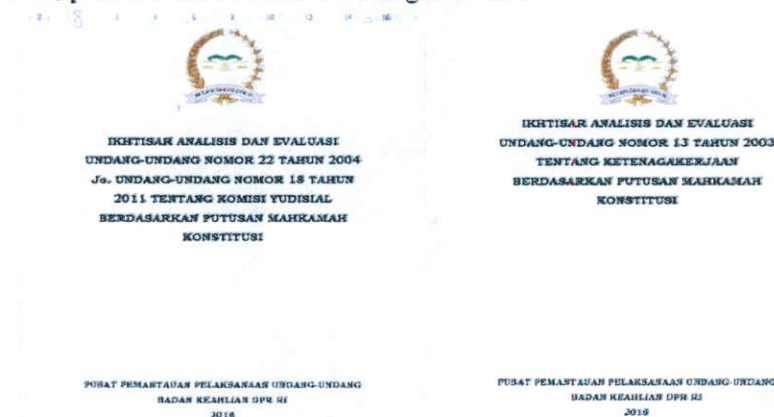 IKHTISAR ANALISIS DAN EVALUASI
UNDANG-UNDANG NOMOR 22 TAHUN 2004
Jo. UNDANG-UNDANG NOMOR 18 TAHUN
2011 TENTANG KOMISI YUDISIAL
BERDASARKAN PUTUSAN MAHKAMAH
KONSTITUSI
PUSAT PEMANTAUAN PELAKSANAAN UNDANG-UNDANG
BADAN KEAHLIAN DPR RI
2016
IKHTISAR ANALISIS DAN EVALUASI
UNDANG-UNDANG NOMOR 13 TAHUN 2003
TENTANG KETENAGAKERJAAN
BERDASARKAN PUTUSAN MAHKAMAH
KONSTITUSI
PUSAT PEMANTAUAN PELAKSANAAN UNDANG-UNDANG
BADAN KEAHLIAN DPR RI
2016